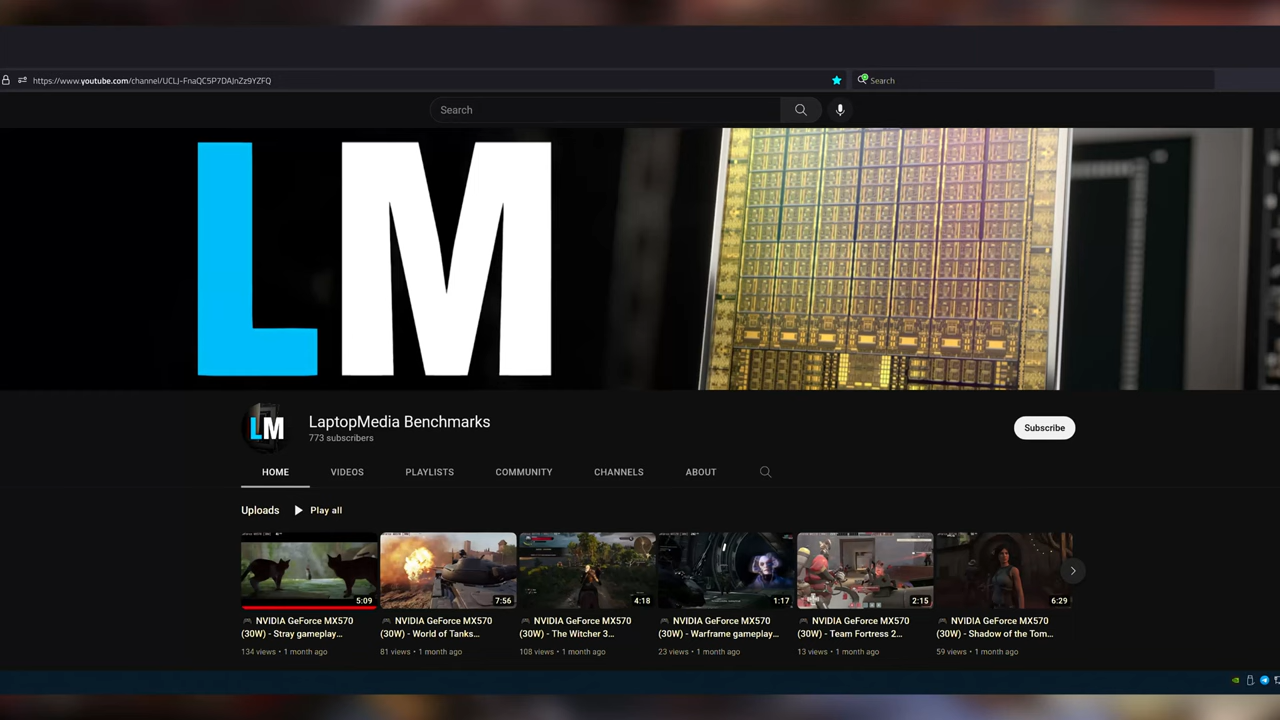 https://www.youtube.com/channel/UCLJ-FnaQC5P7DAJnZz9YZFQ
Search
Search
LM
LM
LaptopMedia Benchmarks
773 subscribers
Subscribe
HOME VIDEOS PLAYLISTS COMMUNITY CHANNELS ABOUT
Uploads Play all
5:09 7:56 4:18 1:17 2:15 6:29
NVIDIA GeForce MX570 NVIDIA GeForce MX570 NVIDIA GeForce MX570 NVIDIA GeForce MX570 NVIDIA GeForce MX570 NVIDIA GeForce MX570
(30W) - Stray gameplay... (30W) - World of Tanks... (30W) - The Witcher 3... (30W) - Warframe gameplay... (30W) - Team Fortress 2... (30W) - Shadow of the Tom...
134 views • 1 month ago 81 views • 1 month ago 108 views • 1 month ago 23 views • 1 month ago 13 views • 1 month ago 59 views • 1 month ago